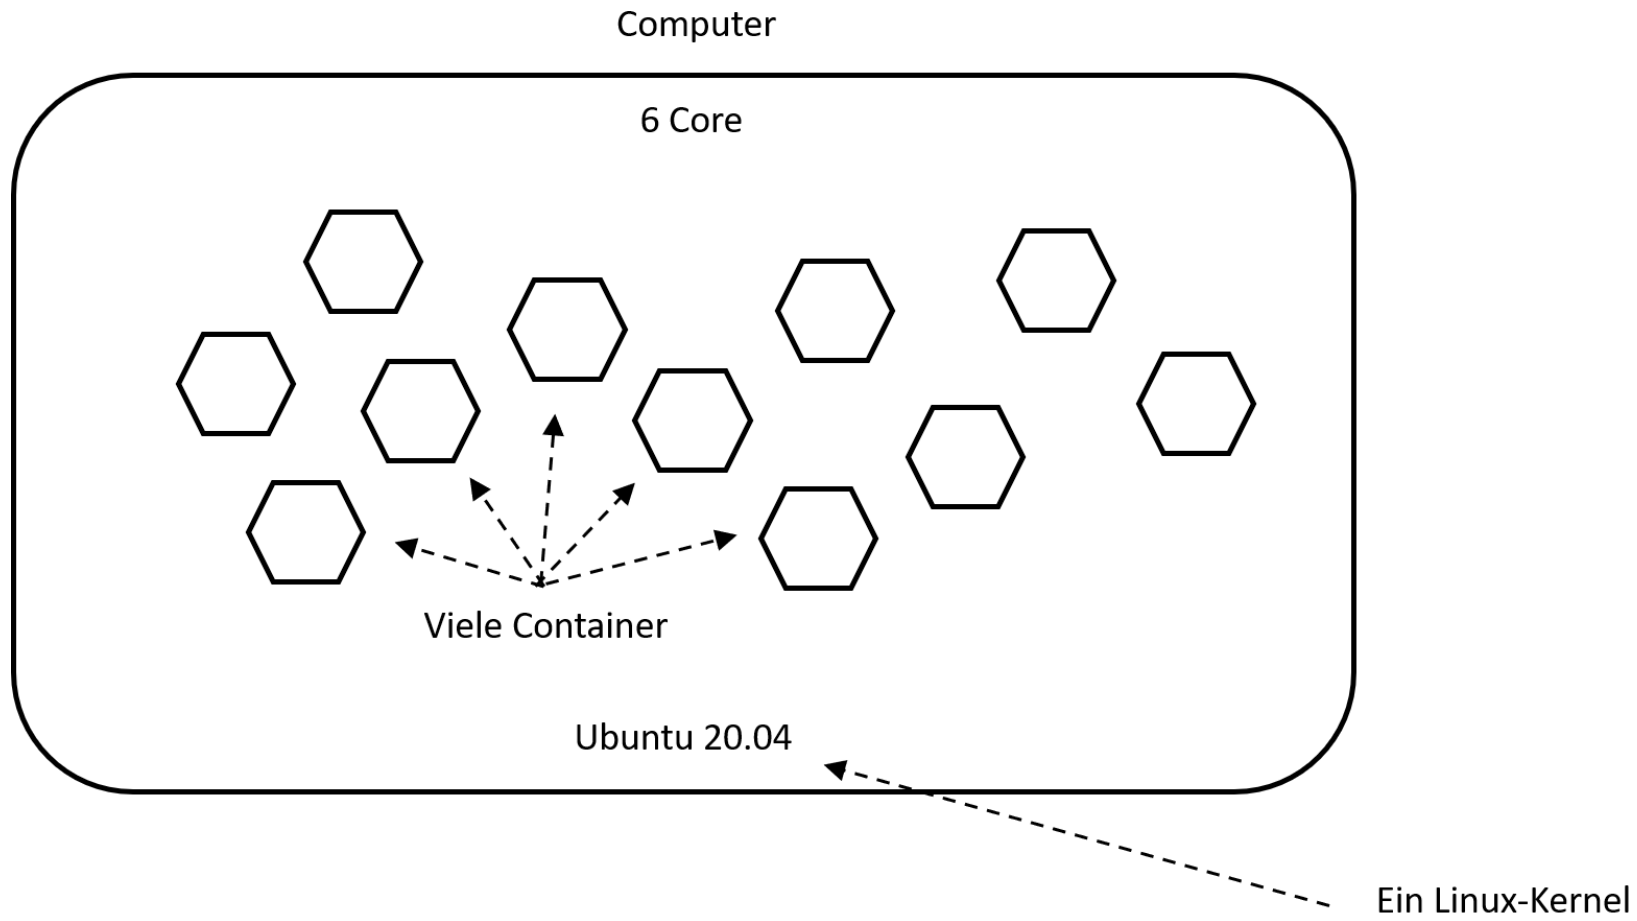 Computer
6 Core
Viele Container
Ubuntu 20.04
Ein Linux-Kernel